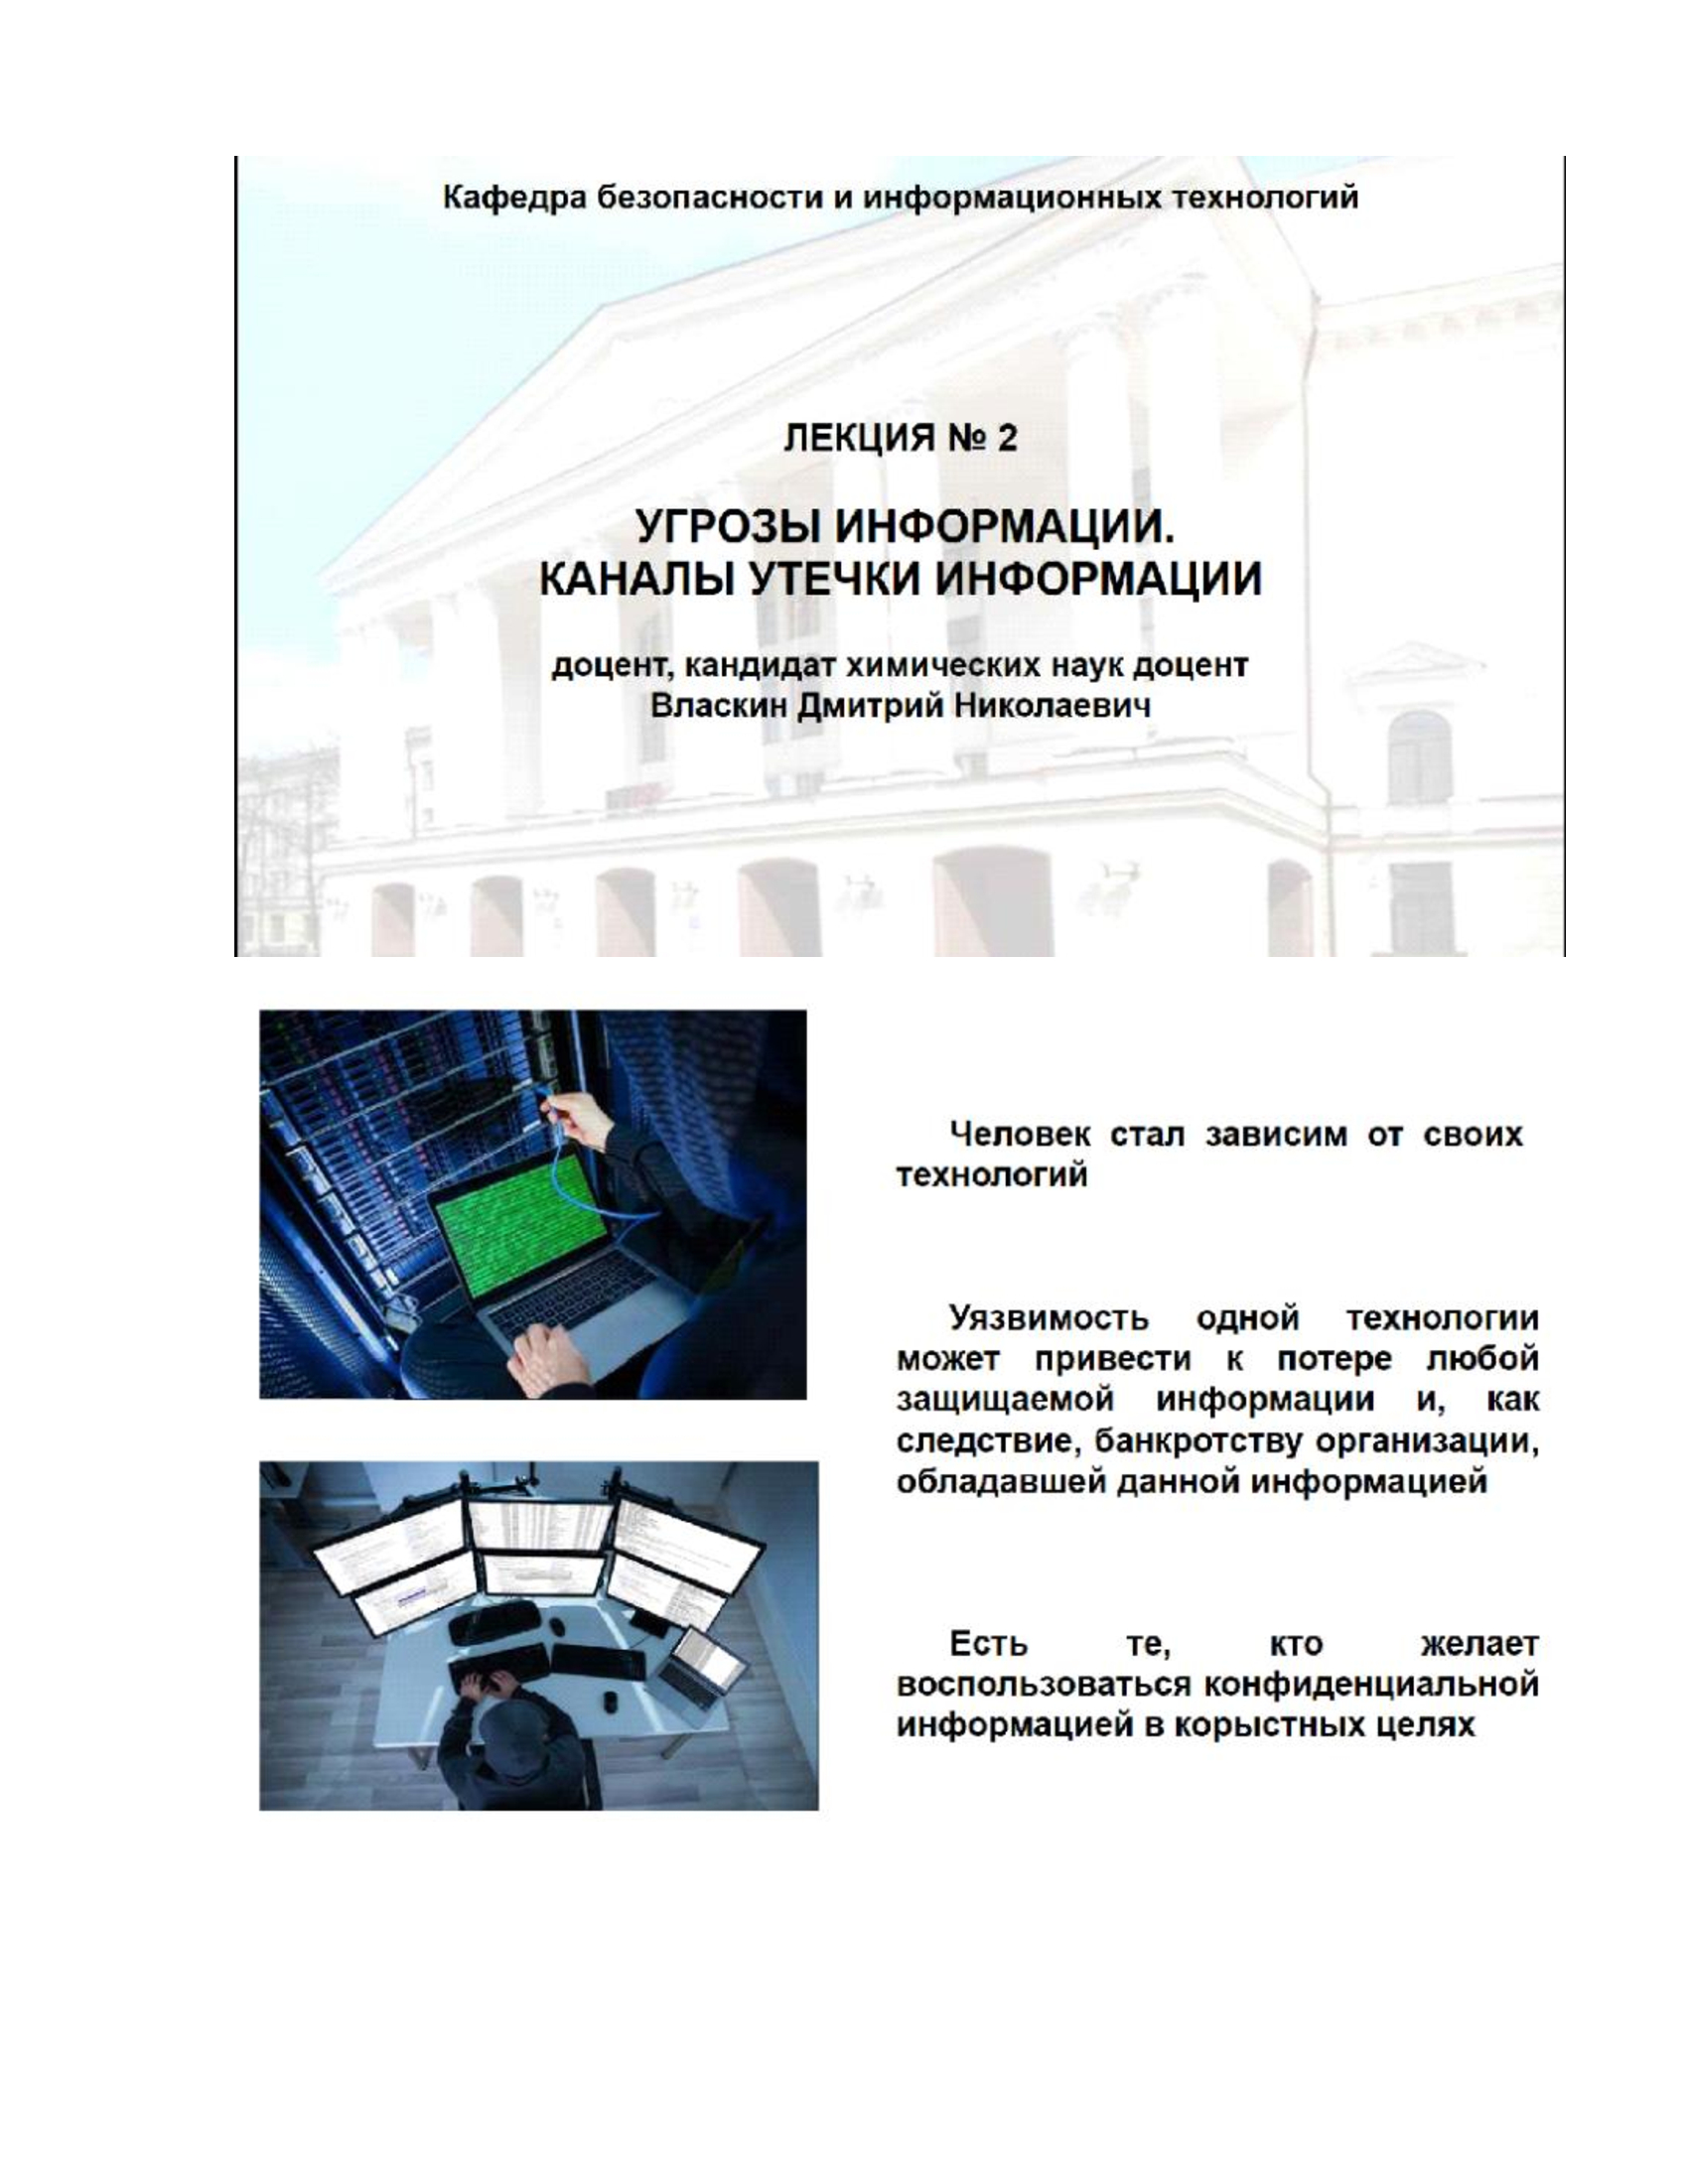 Кафедра безопасности и информационных технологий
ЛЕКЦИЯ № 2
УГРОЗЫ ИНФОРМАЦИИ.
КАНАЛЫ УТЕЧКИ ИНФОРМАЦИИ
доцент, кандидат химических наук доцент
Власкин Дмитрий Николаевич
Человек стал зависим от своих
технологий
Уязвимость одной технологии
может привести к потере любой
защищаемой информации и, как
следствие, банкротству организации,
обладавшей данной информацией
Есть те, кто желает
воспользоваться конфиденциальной
информацией в корыстных целях